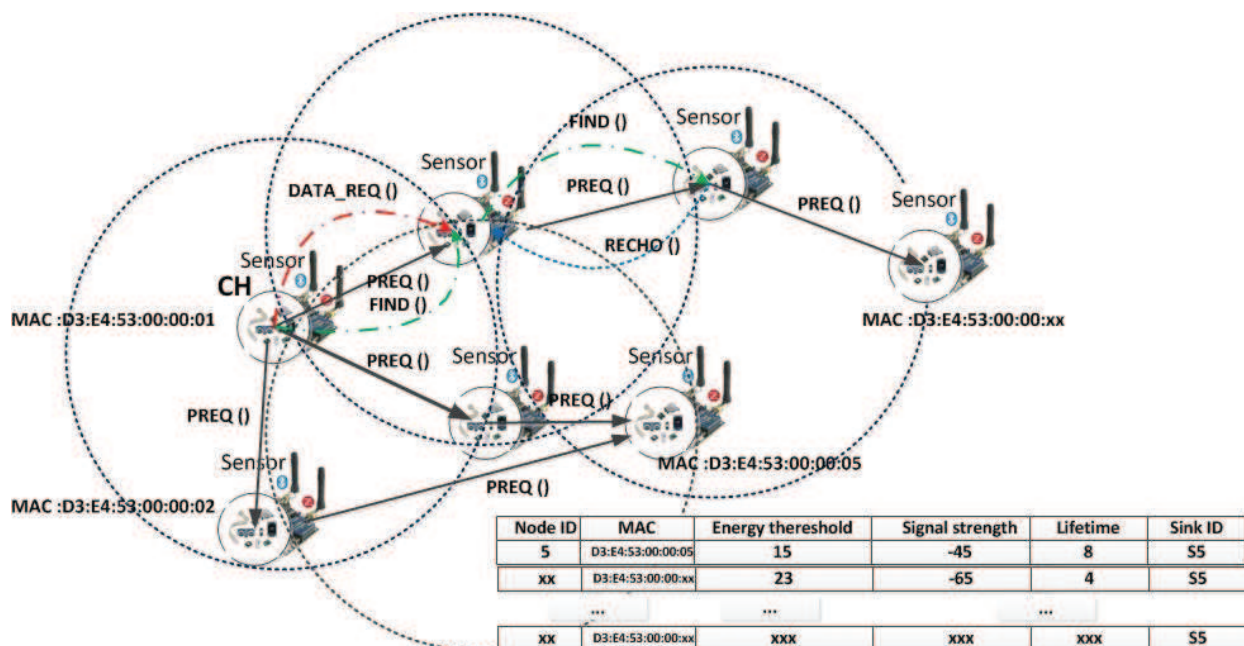 Sensor
FIND ()
Sensor
PREQ ()
DATA_REQ ()
PREQ ()
Sensor
RECHO ()
Sensor
CH
PREQ ()
FIND ()
MAC :D3:E4:53:00:00:01
MAC :D3:E4:53:00:00:xx
PREQ ()
Sensor
Sensor
PREQ ()
PREQ ()
Sensor
MAC :D3:E4:53:00:00:05
PREQ ()
MAC :D3:E4:53:00:00:02
Node ID MAC Energy thereshold Signal strength Lifetime Sink ID
5 D3:E4:53:00:00:05 15 -45 8 S5
xx D3:E4:53:00:00:xx 23 -65 4 S5
... ... ...
xx D3:E4:53:00:00:xx xxx xxx xxx S5